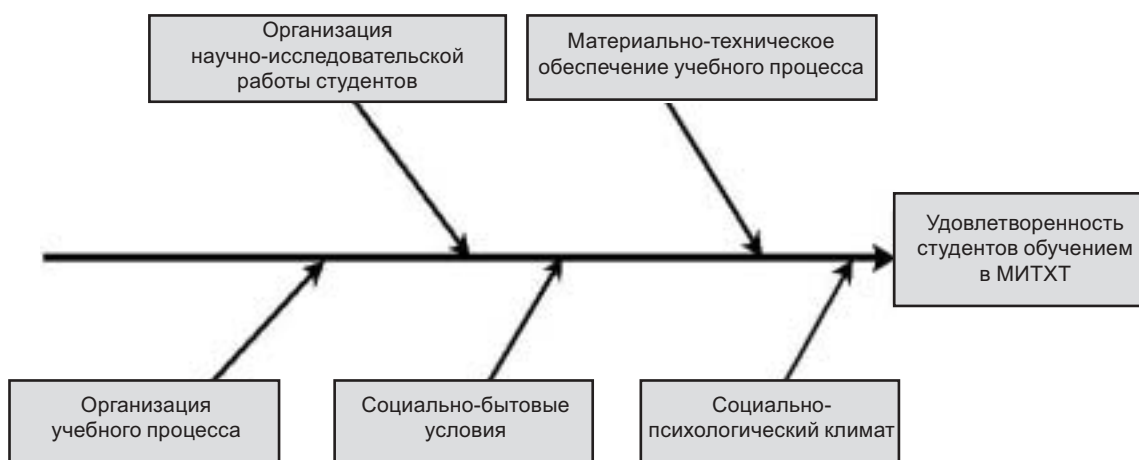 Организация
научно-исследовательской
работы студентов
Материально-техническое
обеспечение учебного процесса
Удовлетворенность
студентов обучением
в МИТХТ
Организация
учебного процесса
Социально-бытовые
условия
Социально-
психологический климат